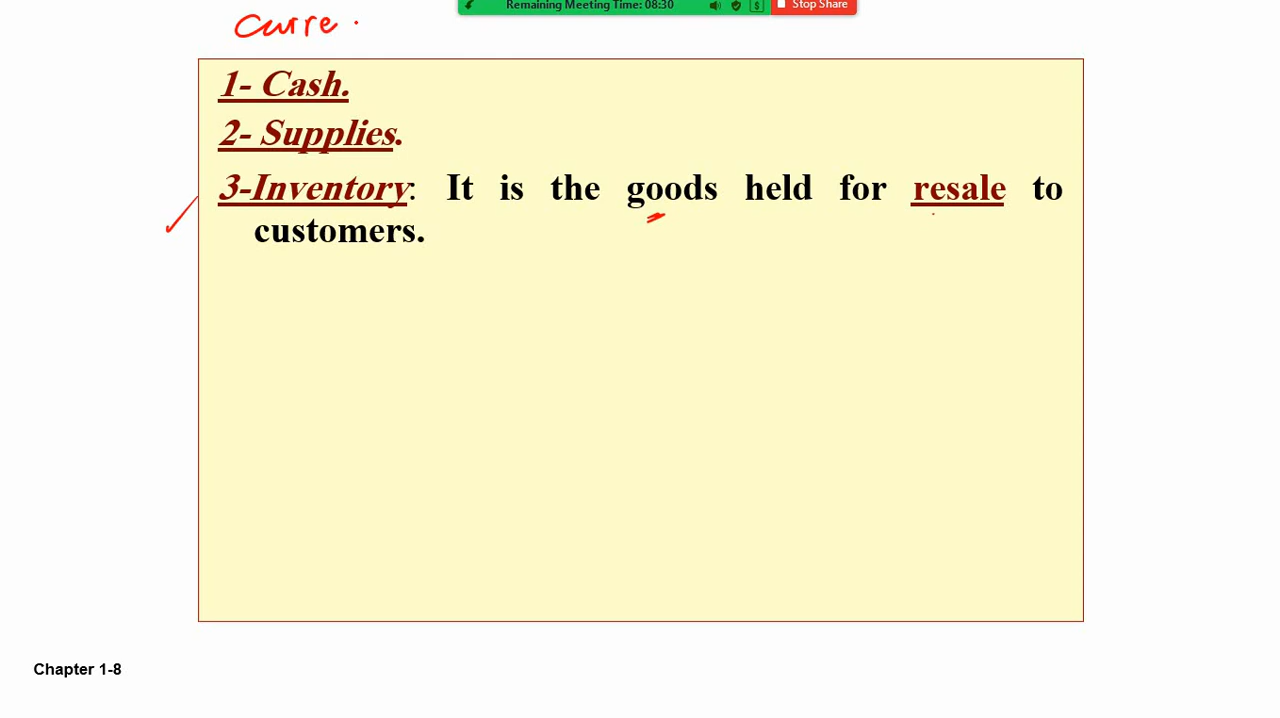 Remaining Meeting Time: 08:30
Stop Share
Curre
1- Cash.
2- Supplies.
3-Inventory: It is the goods held for resale to
customers.
Chapter 1-8